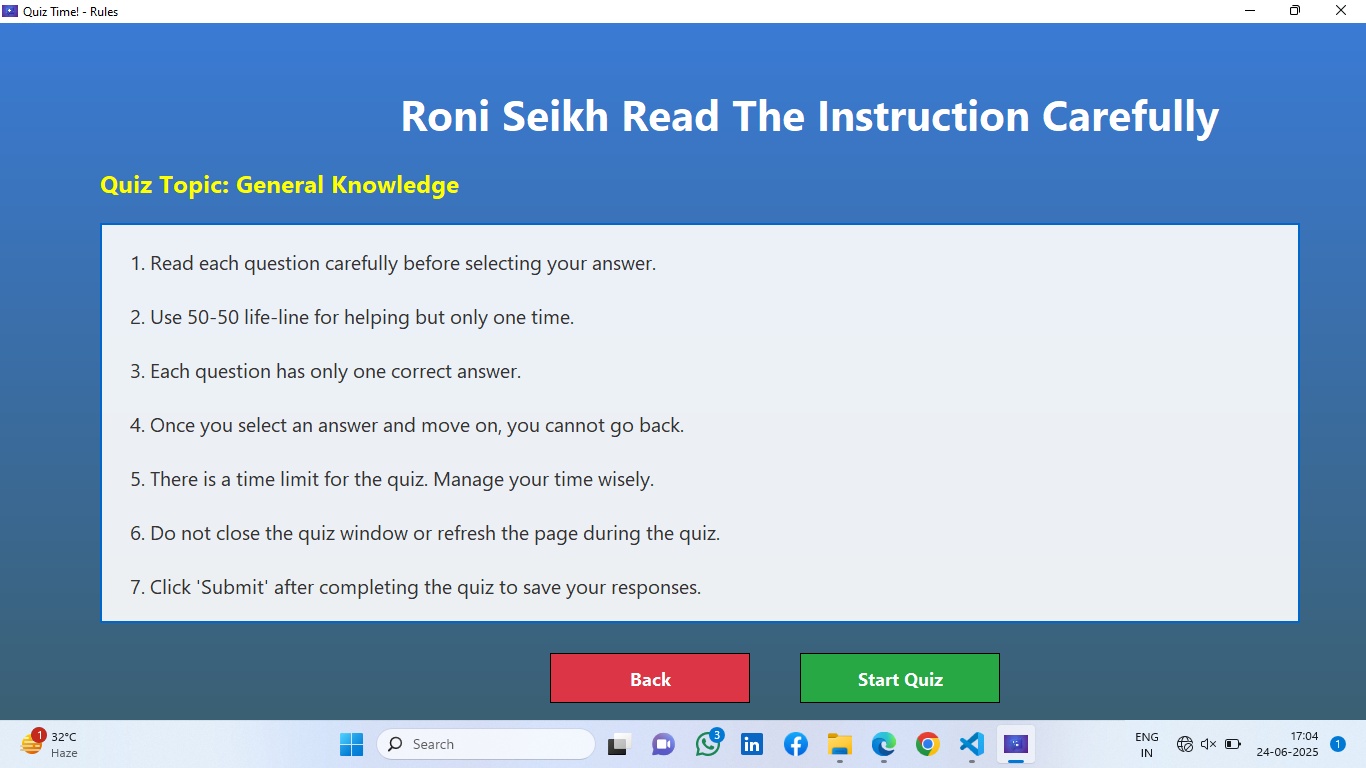 Quiz Time! - Rules
Roni Seikh Read The Instruction Carefully
Quiz Topic: General Knowledge
1. Read each question carefully before selecting your answer.
2. Use 50-50 life-line for helping but only one time.
3. Each question has only one correct answer.
4. Once you select an answer and move on, you cannot go back.
5. There is a time limit for the quiz. Manage your time wisely.
6. Do not close the quiz window or refresh the page during the quiz.
7. Click 'Submit' after completing the quiz to save your responses.
Back
Start Quiz
1
32°C
Haze
Search
3
in
ENG
IN
17:04
24-06-2025
1